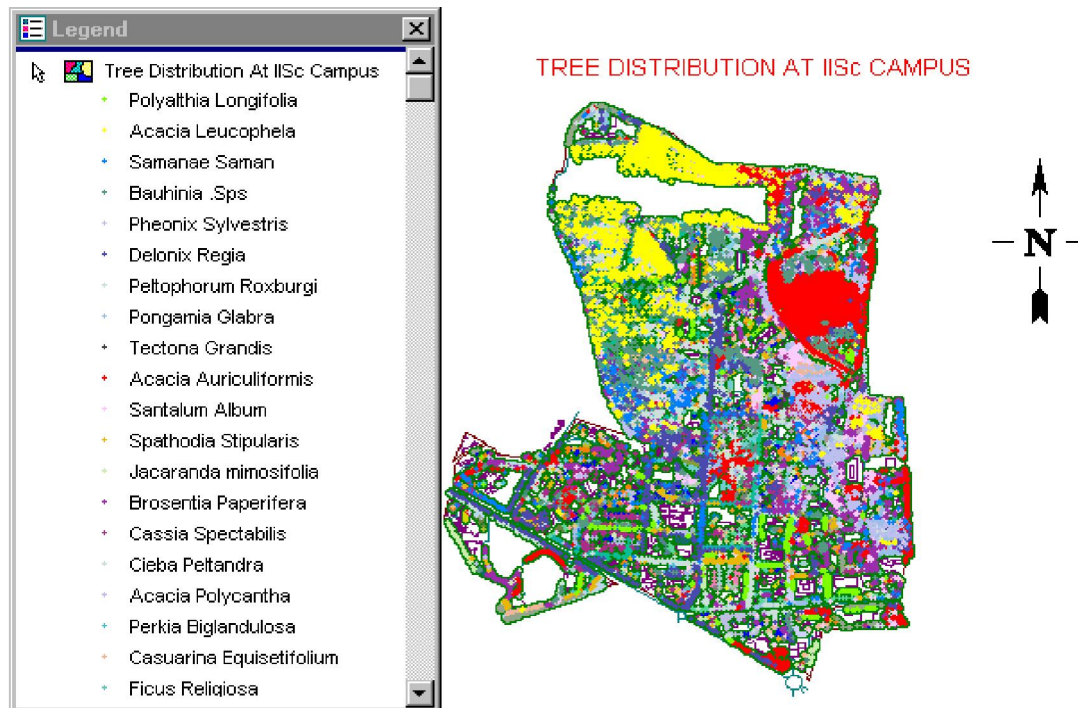 Legend
Tree Distribution At IISc Campus
Polyalthia Longifolia
Acacia Leucophela
Samanae Saman
Bauhinia .Sps
Pheonix Sylvestris
Delonix Regia
Peltophorum Roxburgi
Pongamia Glabra
Tectona Grandis
Acacia Auriculiformis
Santalum Album
Spathodia Stipularis
Jacaranda mimosifolia
Brosentia Paperifera
Cassia Spectabilis
Cieba Peltandra
Acacia Polycantha
Perkia Biglandulosa
Casuarina Equisetifolium
Ficus Religiosa
TREE DISTRIBUTION AT IISc CAMPUS
N